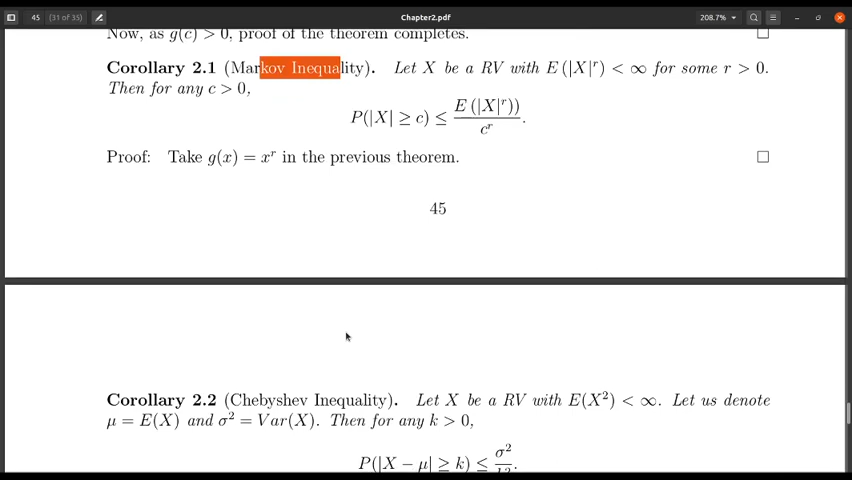 45 (31 of 35) Chapter2.pdf 208.7%
Now, as g(c) > 0, proof of the theorem completes. □
Corollary 2.1 (Markov Inequality). Let X be a RV with E (|X|^r) < ∞ for some r > 0.
Then for any c > 0,
P(|X| ≥ c) ≤ E (|X|^r)) / c^r.
Proof: Take g(x) = x^r in the previous theorem. □
45
Corollary 2.2 (Chebyshev Inequality). Let X be a RV with E(X^2) < ∞. Let us denote
μ = E(X) and σ^2 = Var(X). Then for any k > 0,
P(|X − μ| ≥ k) ≤ σ^2 / k^2.